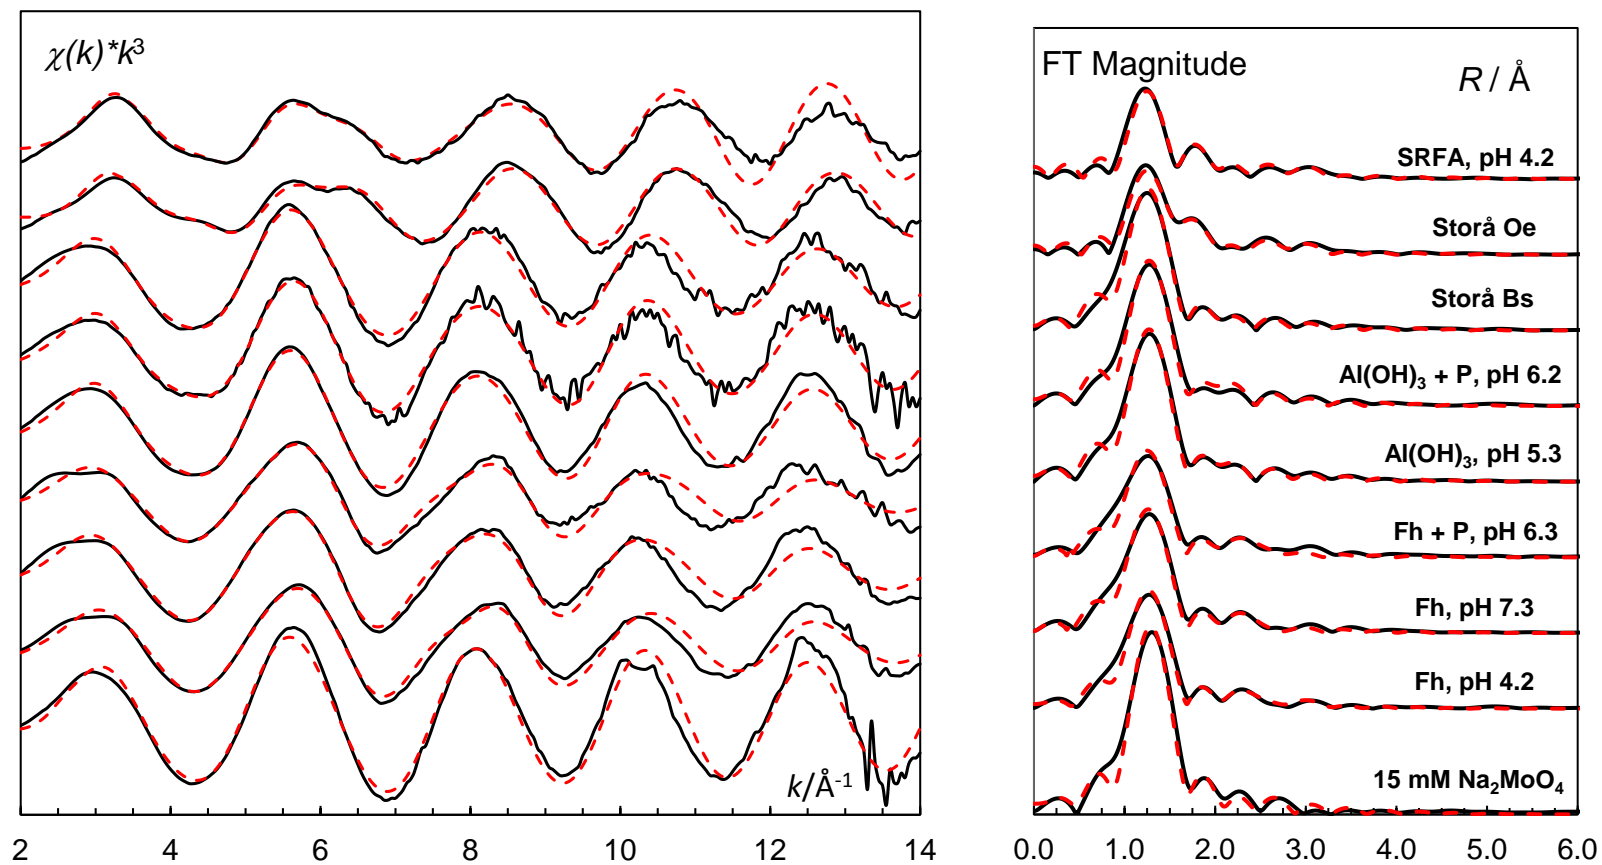 χ(k)*k³
k/Å⁻¹
2 4 6 8 10 12 14
FT Magnitude
R / Å
SRFA, pH 4.2
Storå Oe
Storå Bs
Al(OH)₃ + P, pH 6.2
Al(OH)₃, pH 5.3
Fh + P, pH 6.3
Fh, pH 7.3
Fh, pH 4.2
15 mM Na₂MoO₄
0.0 1.0 2.0 3.0 4.0 5.0 6.0